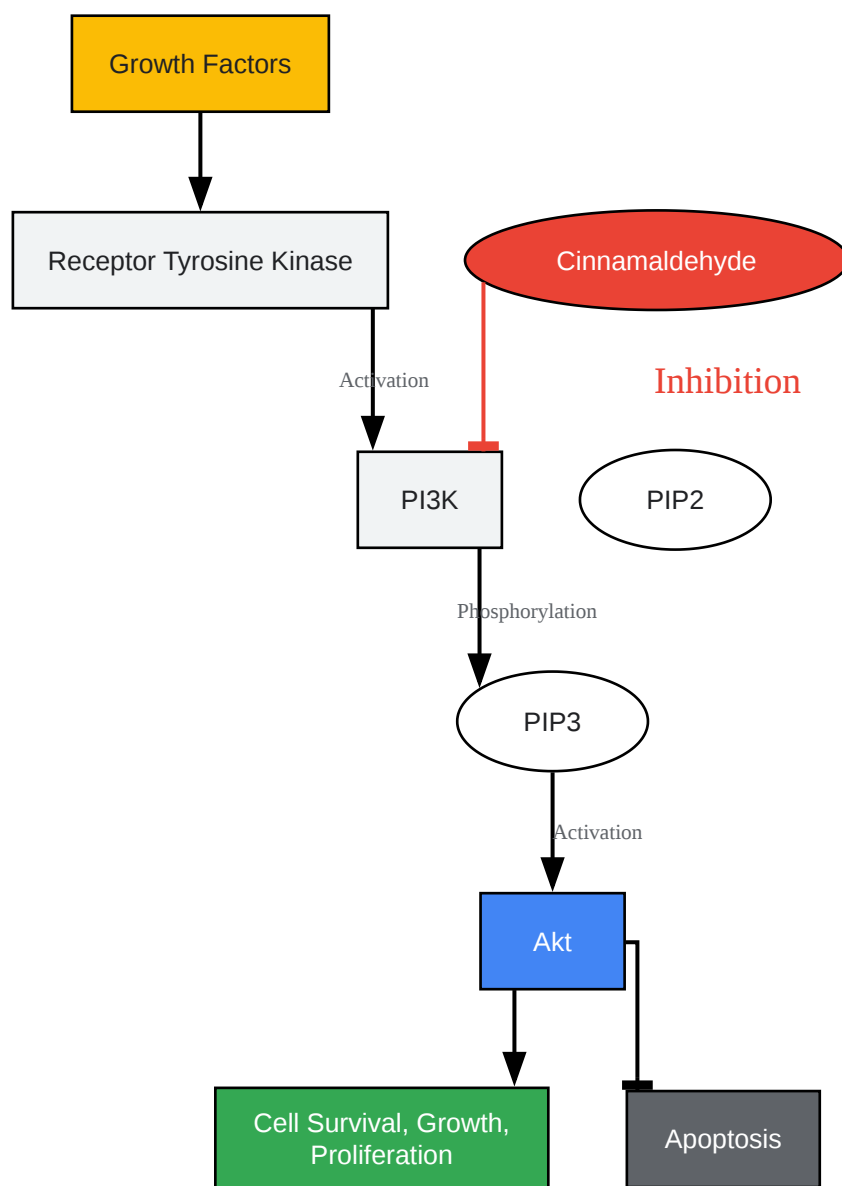 Growth Factors
Receptor Tyrosine Kinase
Cinnamaldehyde
Activation
Inhibition
PI3K
PIP2
Phosphorylation
PIP3
Activation
Akt
Cell Survival, Growth,
Proliferation
Apoptosis